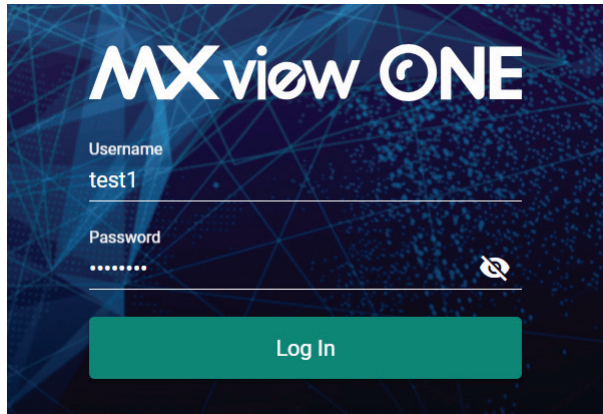 MXview ONE
Username
test1
Password
••••••••
Log In